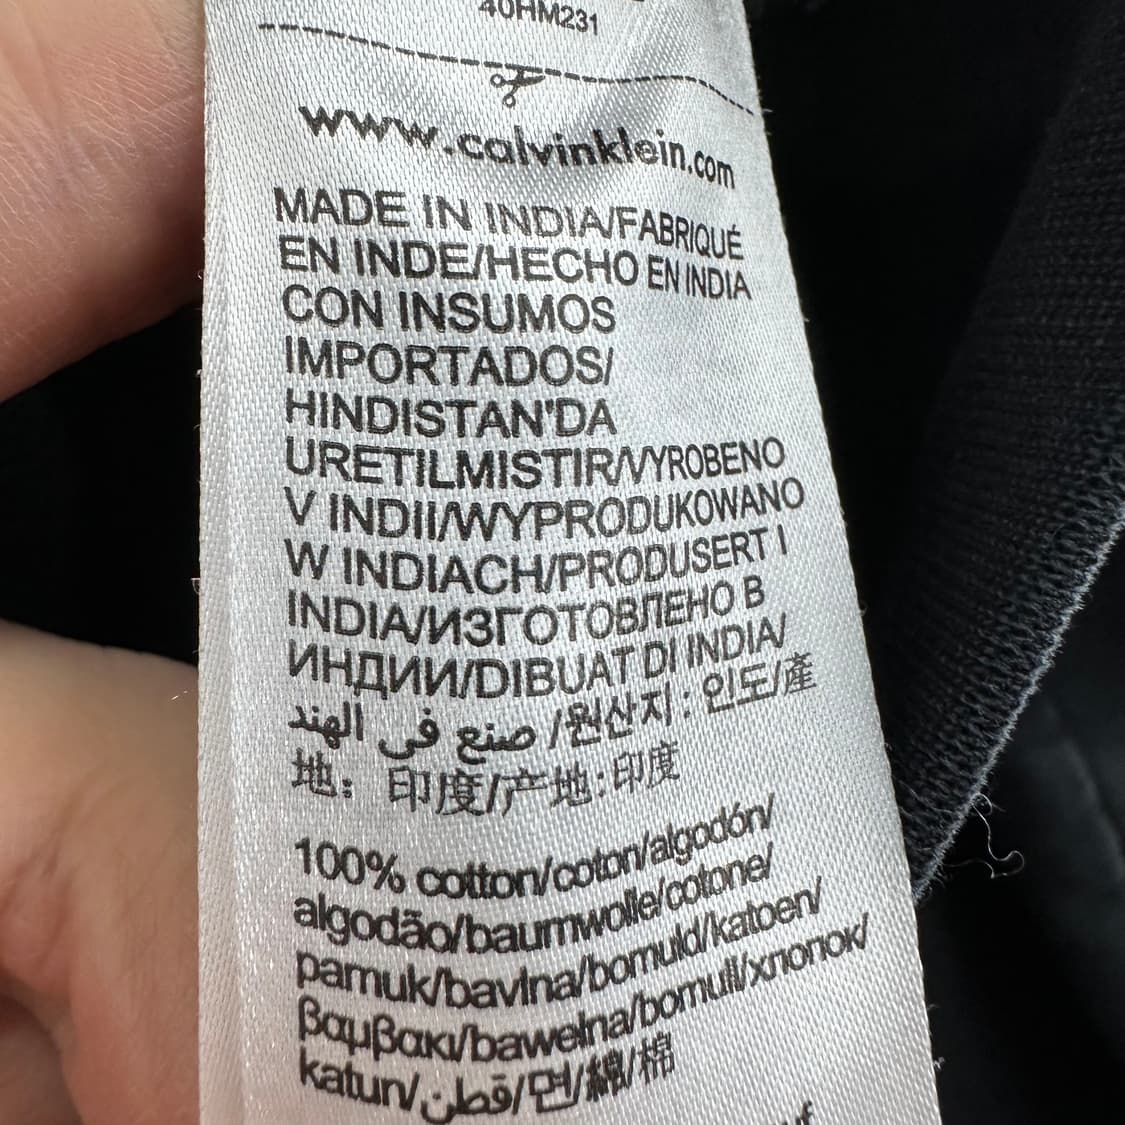 40HM231
www.calvinklein.com
MADE IN INDIA/FABRIQUÉ
EN INDE/HECHO EN INDIA
CON INSUMOS
IMPORTADOS/
HINDISTAN'DA
URETILMISTIR/VYROBENO
V INDII/WYPRODUKOWANO
W INDIACH/PRODUSERT I
INDIA/ИЗГОТОВЛЕНО В
ИНДИИ/DIBUAT DI INDIA/
صنع في الهند /원산지 : 인도/產
地： 印度/产地:印度
100% cotton/coton/algodón/
algodão/baumwolle/cotone/
pamuk/bavlna/bomuld/katoen/
βαμβακι/bawełna/bomull/хлопок/
katun/قطن/면/綿/棉